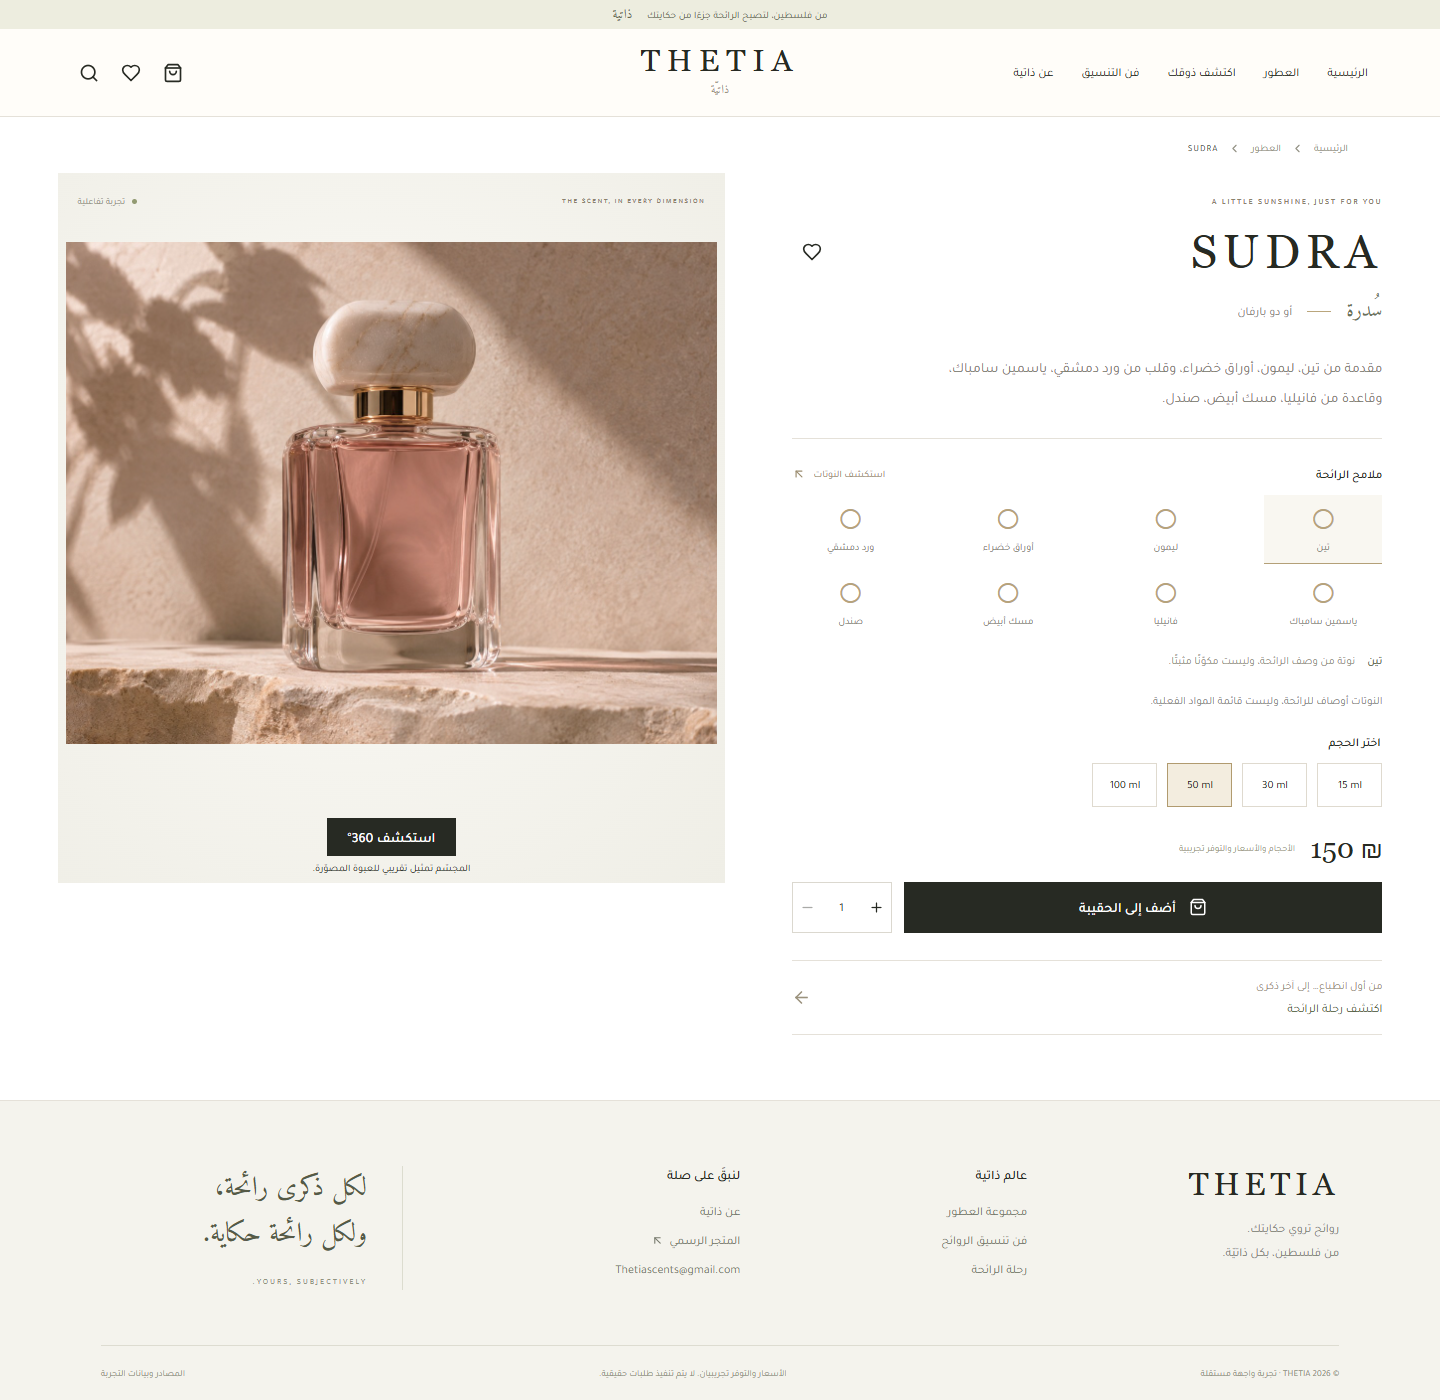 من فلسطين، لتصبح الرائحة جزءًا من حكايتك ذاتيّة
THETIA
ذاتيّة
الرئيسية
العطور
اكتشف ذوقك
فن التنسيق
عن ذاتية
الرئيسية
العطور
SUDRA
A LITTLE SUNSHINE, JUST FOR YOU
SUDRA
سُدرة — أو دو بارفان
مقدمة من تين، ليمون، أوراق خضراء، وقلب من ورد دمشقي، ياسمين سامباك،
وقاعدة من فانيليا، مسك أبيض، صندل.
ملامح الرائحة
استكشف النوتات
تين
ليمون
أوراق خضراء
ورد دمشقي
ياسمين سامباك
فانيليا
مسك أبيض
صندل
تين نوتة من وصف الرائحة، وليست مكوّنًا مثبتًا.
النوتات أوصاف للرائحة، وليست قائمة المواد الفعلية.
اختر الحجم
15 ml
30 ml
50 ml
100 ml
150 ₪
الأحجام والأسعار والتوفر تجريبية
أضف إلى الحقيبة
+ 1 −
من أول انطباع… إلى آخر ذكرى
اكتشف رحلة الرائحة
THE SCENT, IN EVERY DIMENSION
تجربة تفاعلية
استكشف 360°
المجسّم تمثيل تقريبي للعبوة المصوّرة.
THETIA
روائح تروي حكايتك.
من فلسطين، بكل ذاتيّة.
عالم ذاتية
مجموعة العطور
فن تنسيق الروائح
رحلة الرائحة
لنبقَ على صلة
عن ذاتية
المتجر الرسمي
Thetiascents@gmail.com
لكل ذكرى رائحة،
ولكل رائحة حكاية.
YOURS, SUBJECTIVELY.
© 2026 THETIA · تجربة واجهة مستقلة
الأسعار والتوفر تجريبيان. لا يتم تنفيذ طلبات حقيقية.
المصادر وبيانات التجربة